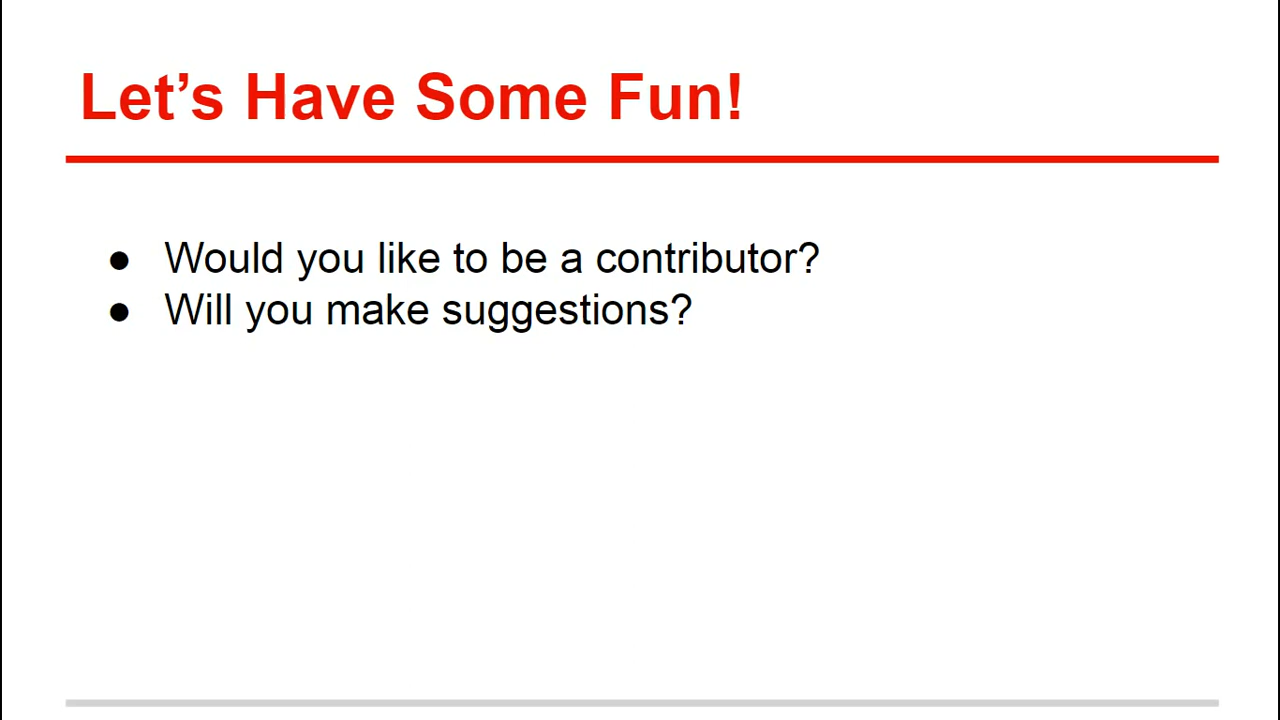 Let’s Have Some Fun!
● Would you like to be a contributor?
● Will you make suggestions?